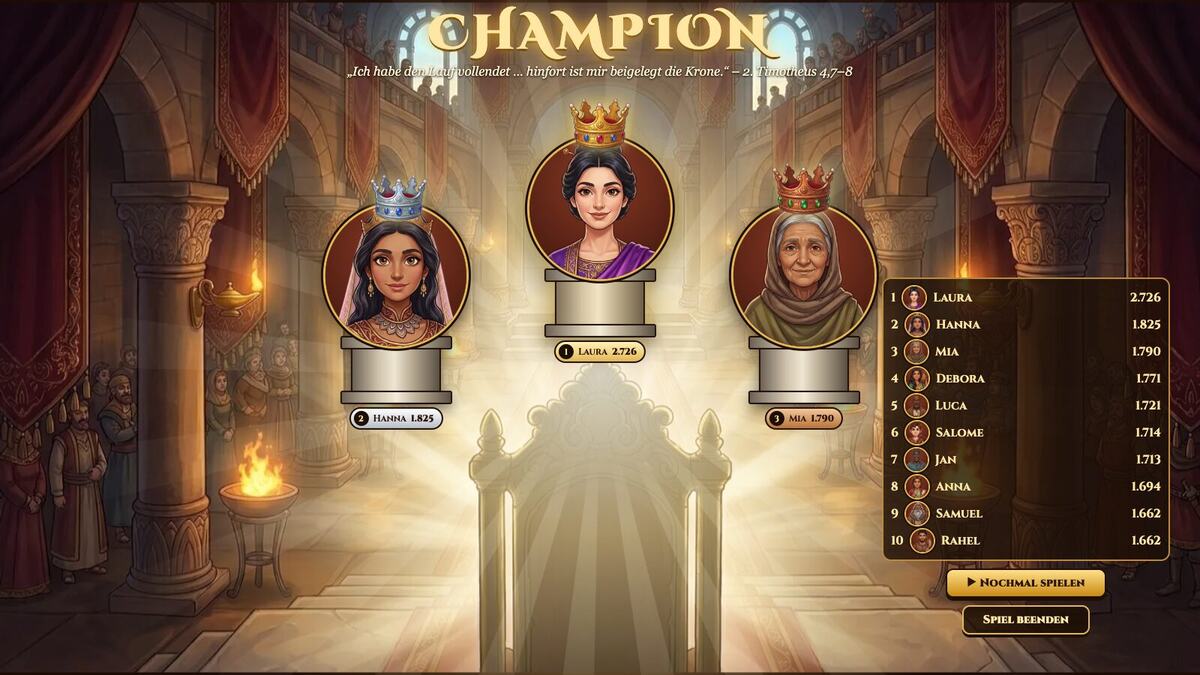 CHAMPION
„Ich habe den Lauf vollendet … hinfort ist mir beigelegt die Krone.“ – 2. Timotheus 4,7–8
1 Laura 2.726
2 Hanna 1.825
3 Mia 1.790
1 Laura 2.726
2 Hanna 1.825
3 Mia 1.790
4 Debora 1.771
5 Luca 1.721
6 Salome 1.714
7 Jan 1.713
8 Anna 1.694
9 Samuel 1.662
10 Rahel 1.662
▶ Nochmal spielen
Spiel beenden